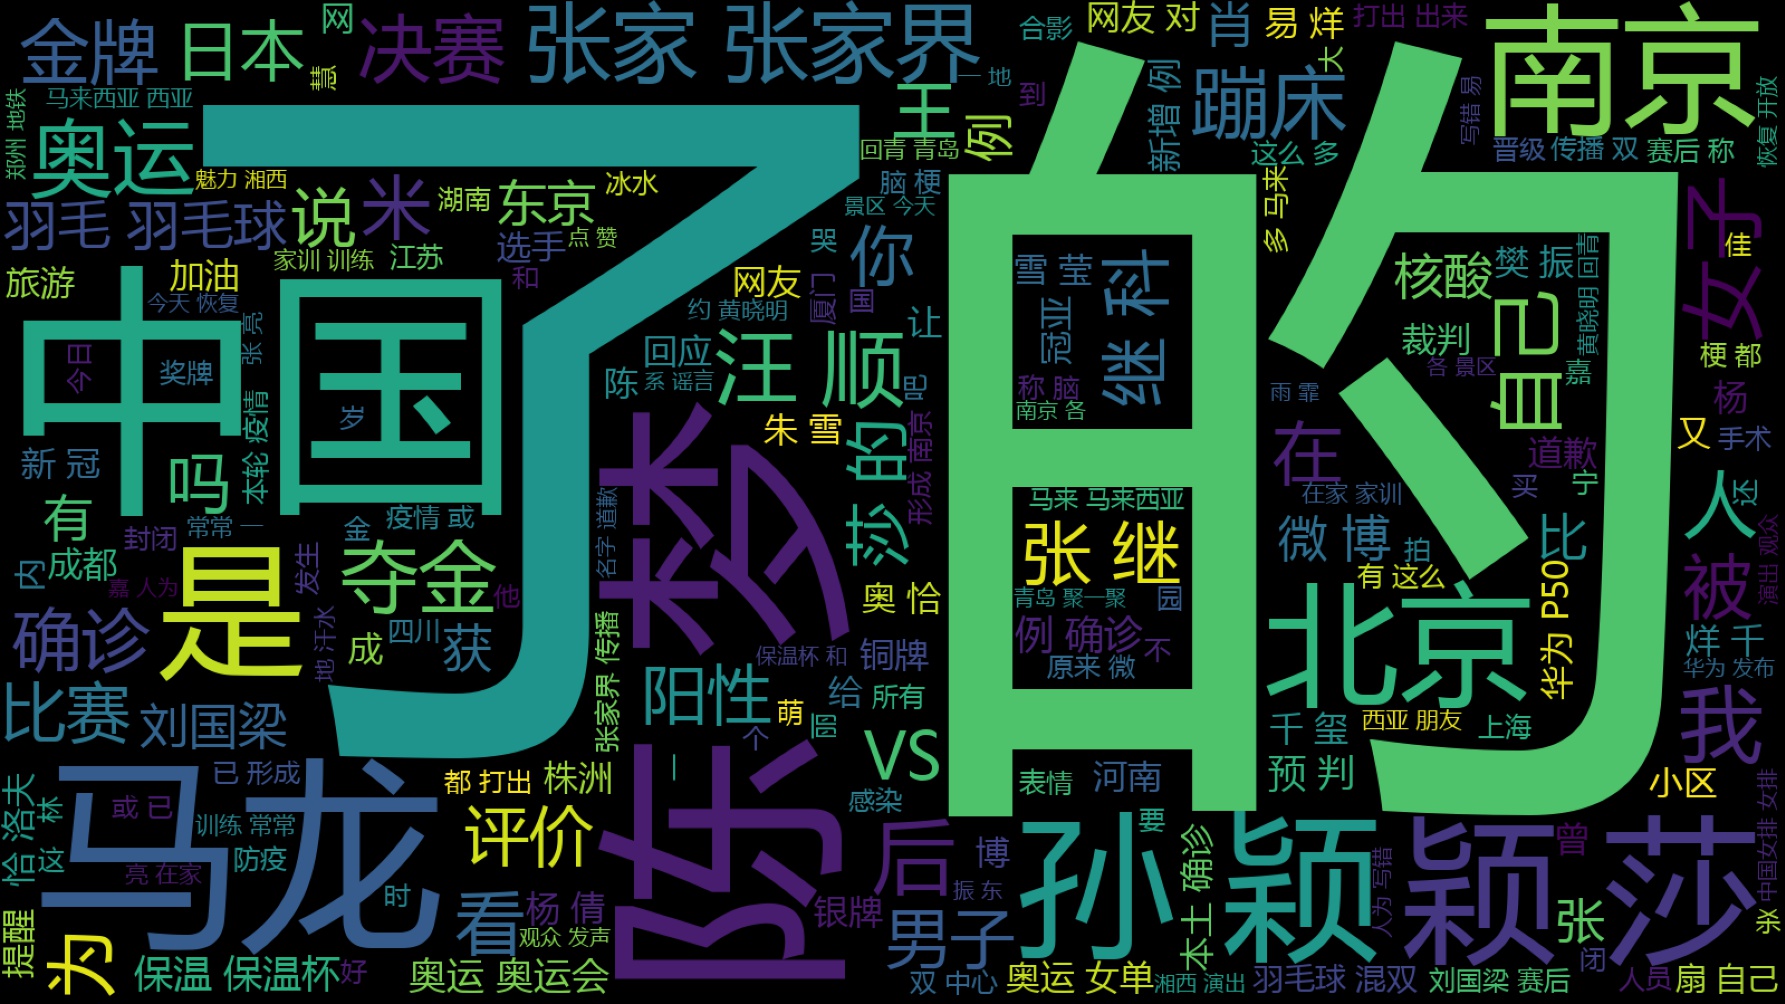 金牌
日本
网
慧
决赛
张家 张家界
一 地
合影
网友 对
肖
易 烊
打出 出来
大
南京
郑州 地铁
马来西亚 西亚
奥运
魅力 湘西
王
例
到
新增 例
蹦床
写错 易
恢复 开放
了
的
回青 青岛
这么 多
晋级 传播 双
赛后 称
羽毛 羽毛球
说
米
湖南
东京
冰水
脑 梗
景区 今天
多 马来
女子
佳
家训 训练
江苏
选手
点 赞
和
哭
你
雪 莹
继 科
核酸
樊 振
黄晓明 回青
旅游
加油
今天 恢复
网友
厦门
国
约 黄晓明
让
冠亚
自己
裁判
梗 都
中国
今日
奖牌
张 亮
岁
回应
陈
系 谣言
汪 顺
吧
称 脑
南京 各
各 景区
嘉
雨 霏
杨
本轮 疫情
陈梦
朱 雪
莎 的
形成 南京
在
道歉
又
手术
新 冠
吗
有
常常 一
金
疫情 或
名字 道歉
马来 马来西亚
在家 家训
买
宁
人
还
封闭
成都
内
嘉 人为
是
发生
夺金
他
张 继
微 博
拍
比
有 这么
华为 P50
被
演出 观众
奥 恰
青岛 聚一聚
园
确诊
地 汗水
成
四川
获
张家界 传播
保温杯 和
铜牌
例 确诊
不
原来 微
北京
烊 千
华为 发布
比赛
刘国梁
阳性
萌
个
圆
给
所有
千 玺
西亚 朋友
上海
我
马龙
已 形成
都 打出
株洲
一
VS
感染
表情
河南
预 判
小区
恰 洛夫
林
这
或 已
训练 常常
防疫
亮 在家
时
评价
后
博
孙 颖
要
本土 确诊
人为 写错
颖 莎
曾
中国女排 女排
提醒
为
看
杨 倩
观众 发声
银牌
振 东
男子
张
闭
米
保温 保温杯
好
奥运 奥运会
双 中心
奥运 女单
湘西 演出
羽毛球 混双
刘国梁 赛后
人员
扇 自己